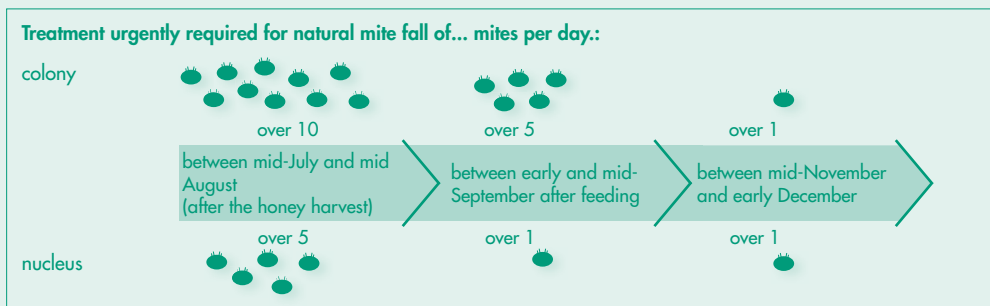 Treatment urgently required for natural mite fall of... mites per day.:
colony
over 10
over 5
over 1
between mid-July and mid
August
(after the honey harvest)
between early and mid-
September after feeding
between mid-November
and early December
over 5
over 1
over 1
nucleus